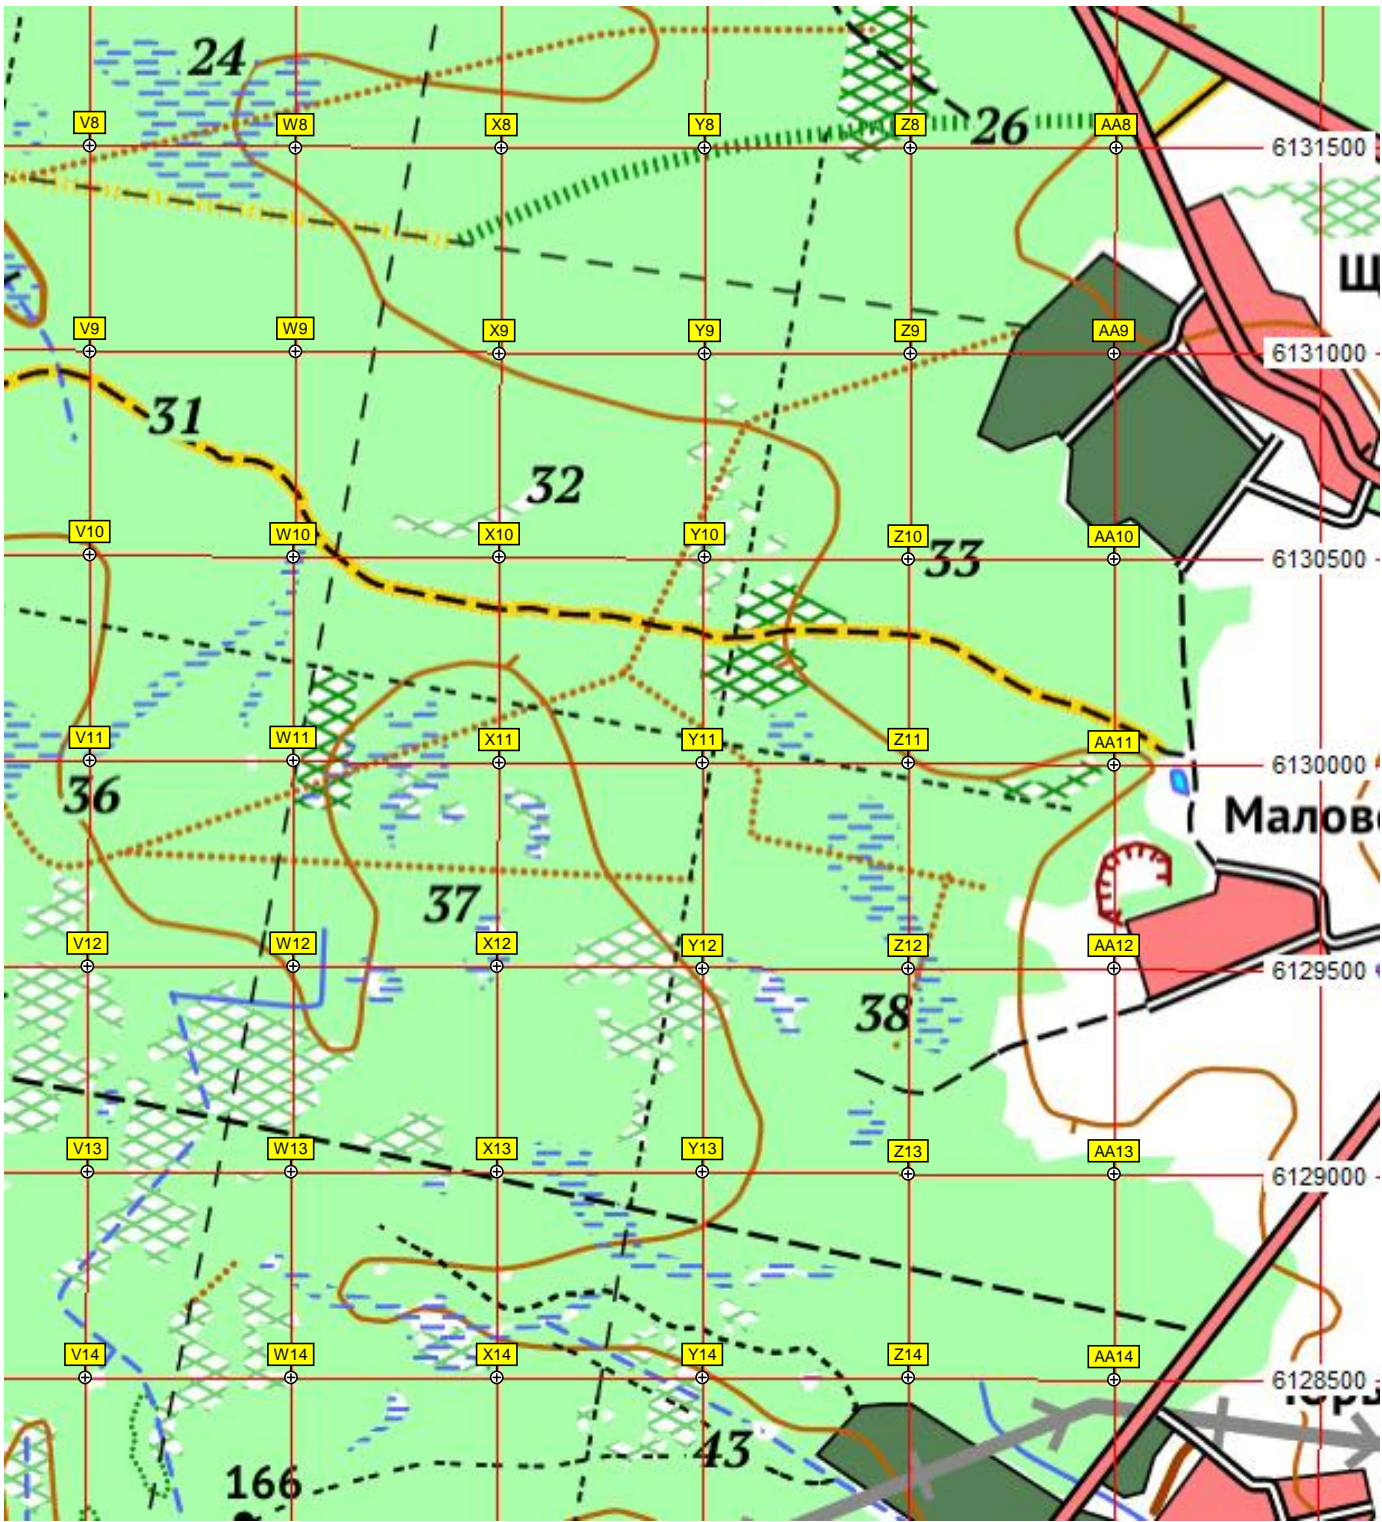 24
26
V8 W8 X8 Y8 Z8 AA8
6131500
Щ
V9 W9 X9 Y9 Z9 AA9
6131000
31
32
V10 W10 X10 Y10 Z10 AA10
33
6130500
V11 W11 X11 Y11 Z11 AA11
6130000
36
Малов
37
V12 W12 X12 Y12 Z12 AA12
6129500
38
V13 W13 X13 Y13 Z13 AA13
6129000
V14 W14 X14 Y14 Z14 AA14
6128500
43
166